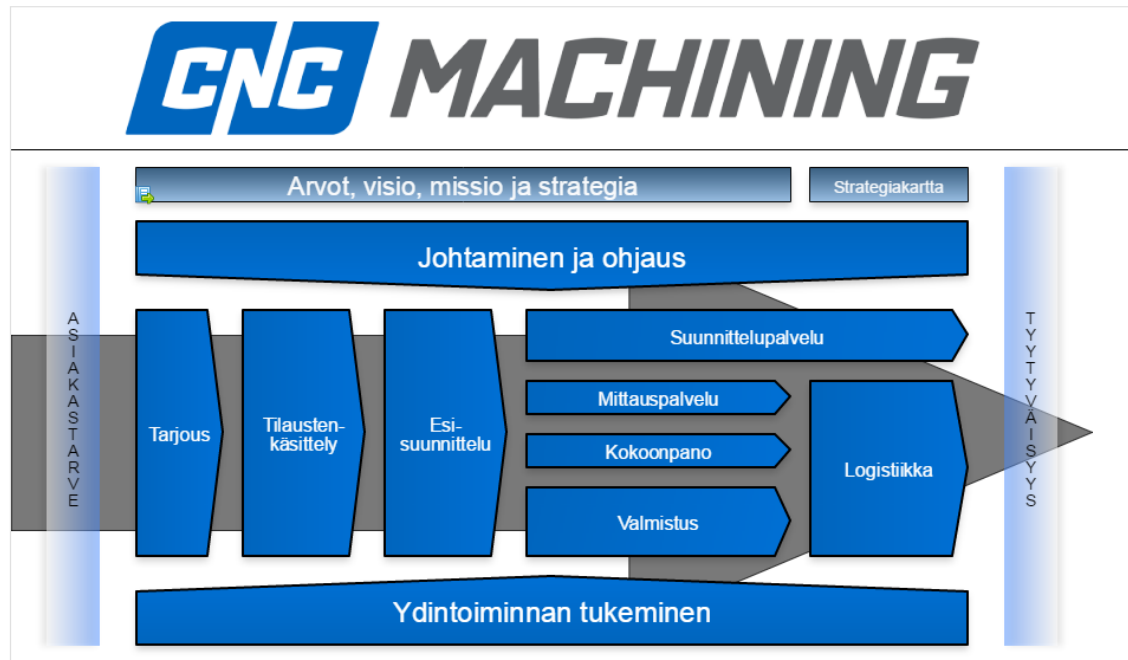 CNC MACHINING
Arvot, visio, missio ja strategia
Strategiakartta
Johtaminen ja ohjaus
ASIAKASTARVE
Tarjous
Tilausten-
käsittely
Esi-
suunnittelu
Suunnittelupalvelu
Mittauspalvelu
Kokoonpano
Valmistus
Logistiikka
TYYTYVÄISYYS
Ydintoiminnan tukeminen